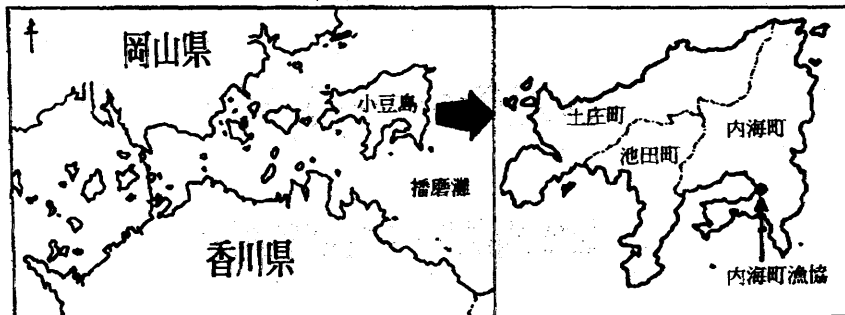 岡山県
小豆島
播磨灘
香川県
土庄町
内海町
池田町
内海町漁協